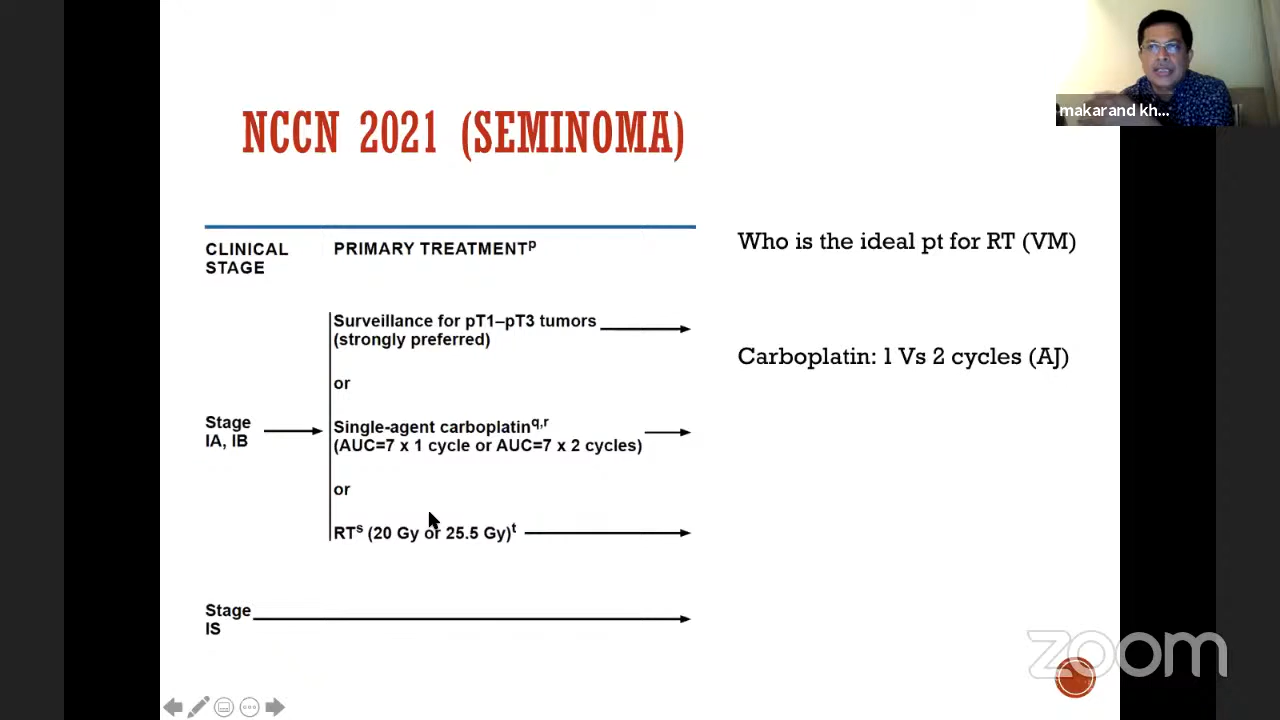 makarand kh...
NCCN 2021 (SEMINOMA)
CLINICAL
STAGE
PRIMARY TREATMENTp
Who is the ideal pt for RT (VM)
Surveillance for pT1–pT3 tumors
(strongly preferred)
Carboplatin: 1 Vs 2 cycles (AJ)
or
Stage
IA, IB
Single-agent carboplatinq,r
(AUC=7 x 1 cycle or AUC=7 x 2 cycles)
or
RTs (20 Gy or 25.5 Gy)t
Stage
IS
zoom